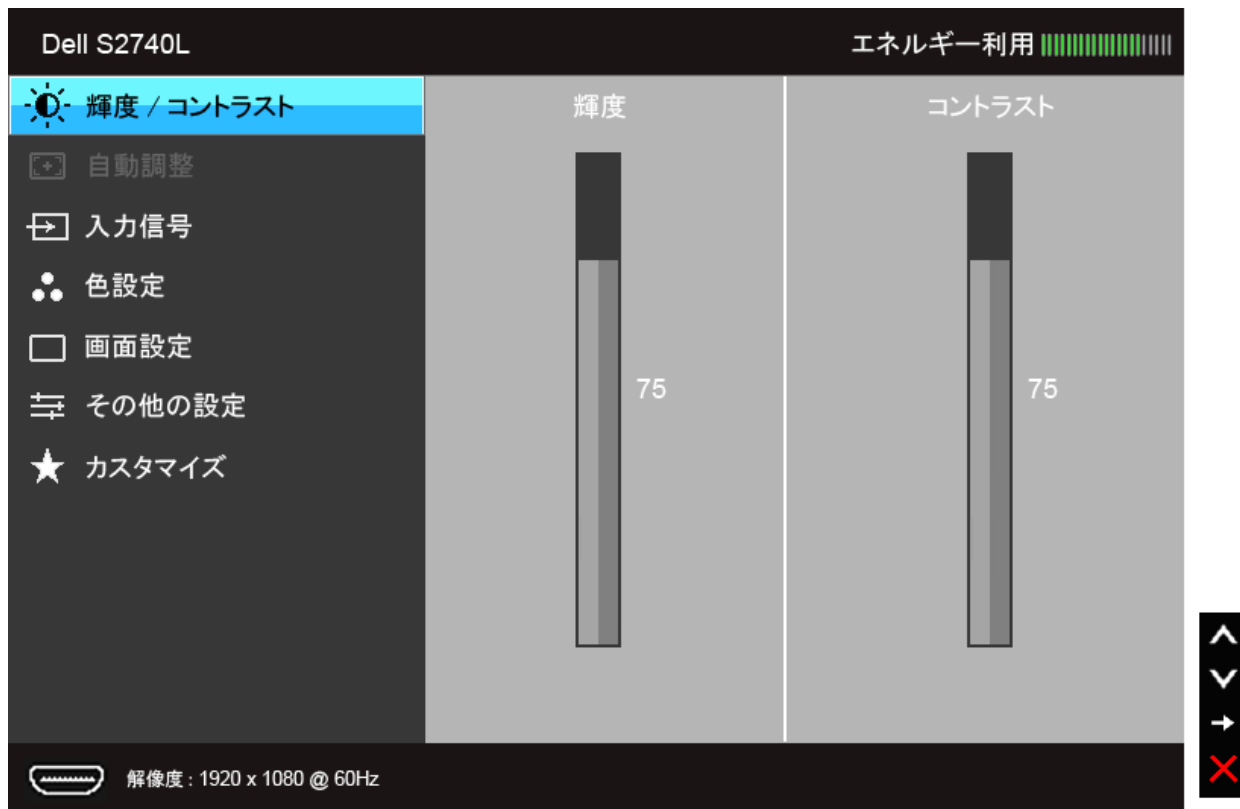 Dell S2740L
エネルギー利用
輝度 / コントラスト
輝度
コントラスト
自動調整
入力信号
色設定
画面設定
その他の設定
カスタマイズ
75
75
解像度 : 1920 x 1080 @ 60Hz